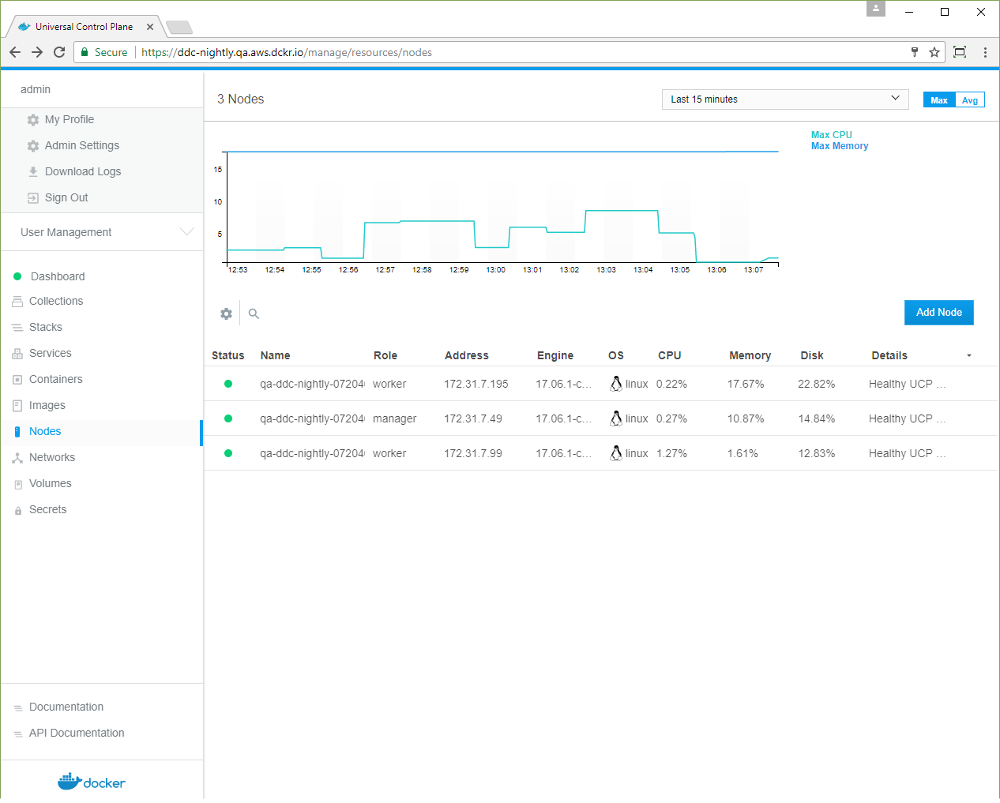 Universal Control Plane
Secure https://ddc-nightly.qa.aws.dckr.io/manage/resources/nodes
admin
My Profile
Admin Settings
Download Logs
Sign Out
User Management
Dashboard
Collections
Stacks
Services
Containers
Images
Nodes
Networks
Volumes
Secrets
Documentation
API Documentation
docker
3 Nodes
Last 15 minutes
Max Avg
Max CPU
Max Memory
15
10
5
12:53 12:54 12:55 12:56 12:57 12:58 12:59 13:00 13:01 13:02 13:03 13:04 13:05 13:06 13:07
Add Node
Status Name Role Address Engine OS CPU Memory Disk Details
qa-ddc-nightly-07204 worker 172.31.7.195 17.06.1-c... linux 0.22% 17.67% 22.82% Healthy UCP ...
qa-ddc-nightly-07204 manager 172.31.7.49 17.06.1-c... linux 0.27% 10.87% 14.84% Healthy UCP ...
qa-ddc-nightly-07204 worker 172.31.7.99 17.06.1-c... linux 1.27% 1.61% 12.83% Healthy UCP ...